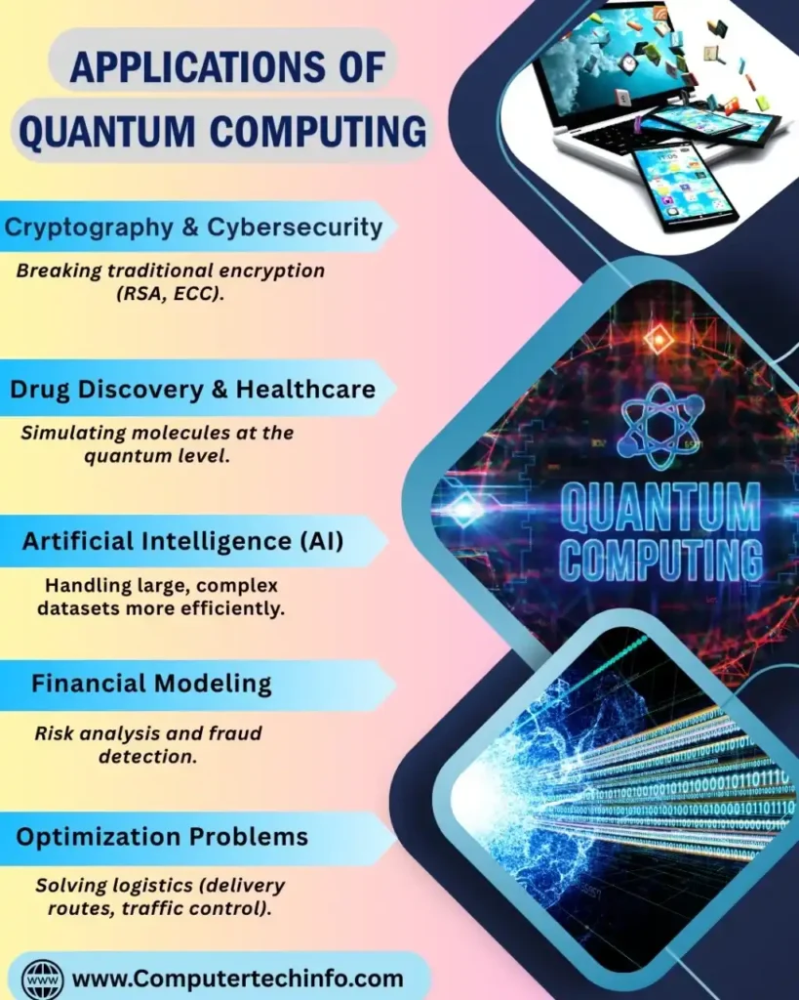 APPLICATIONS OF
QUANTUM COMPUTING
Cryptography & Cybersecurity
Breaking traditional encryption
(RSA, ECC).
Drug Discovery & Healthcare
Simulating molecules at the
quantum level.
Artificial Intelligence (AI)
Handling large, complex
datasets more efficiently.
Financial Modeling
Risk analysis and fraud
detection.
Optimization Problems
Solving logistics (delivery
routes, traffic control).
WWW
www.Computertechinfo.com
QUANTUM
COMPUTING